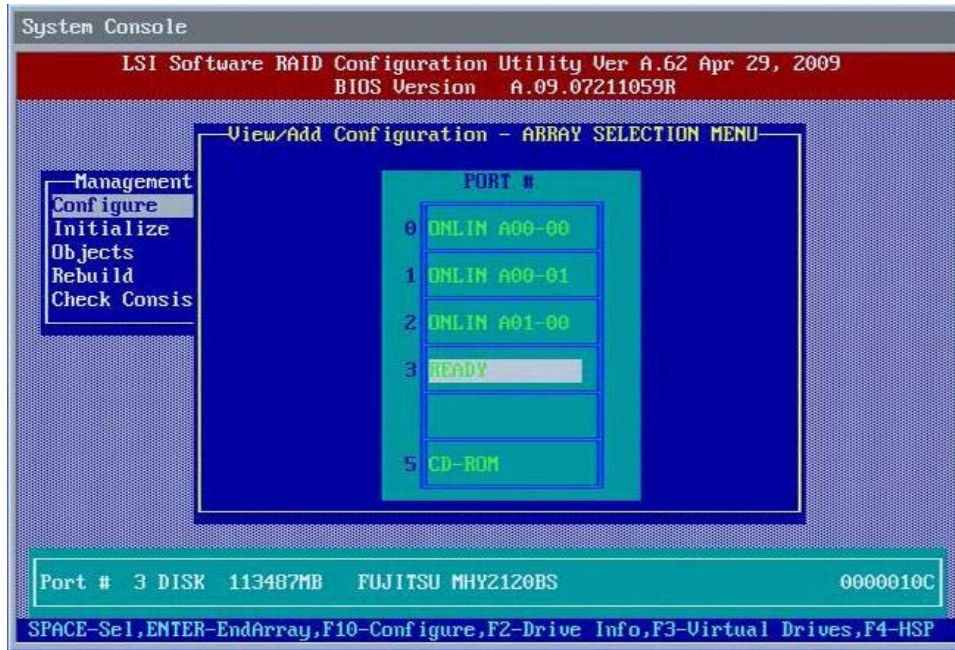 System Console
LSI Software RAID Configuration Utility Ver A.62 Apr 29, 2009
BIOS Version A.09.07211059R
View/Add Configuration - ARRAY SELECTION MENU
Management
Configure
Initialize
Objects
Rebuild
Check Consis
PORT #
0 ONLIN A00-00
1 ONLIN A00-01
2 ONLIN A01-00
3 READY
5 CD-ROM
Port # 3 DISK 113487MB FUJITSU MHY2120BS 0000010C
SPACE-Sel,ENTER-EndArray,F10-Configure,F2-Drive Info,F3-Virtual Drives,F4-HSP